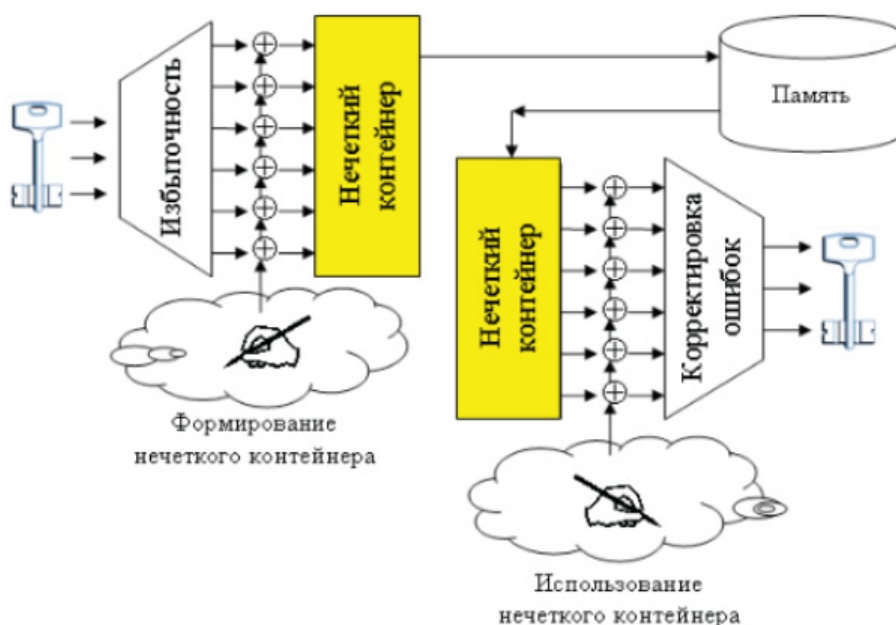 Избыточность
Нечеткий
контейнер
Память
Формирование
нечеткого контейнера
Нечеткий
контейнер
Корректировка
ошибок
Использование
нечеткого контейнера